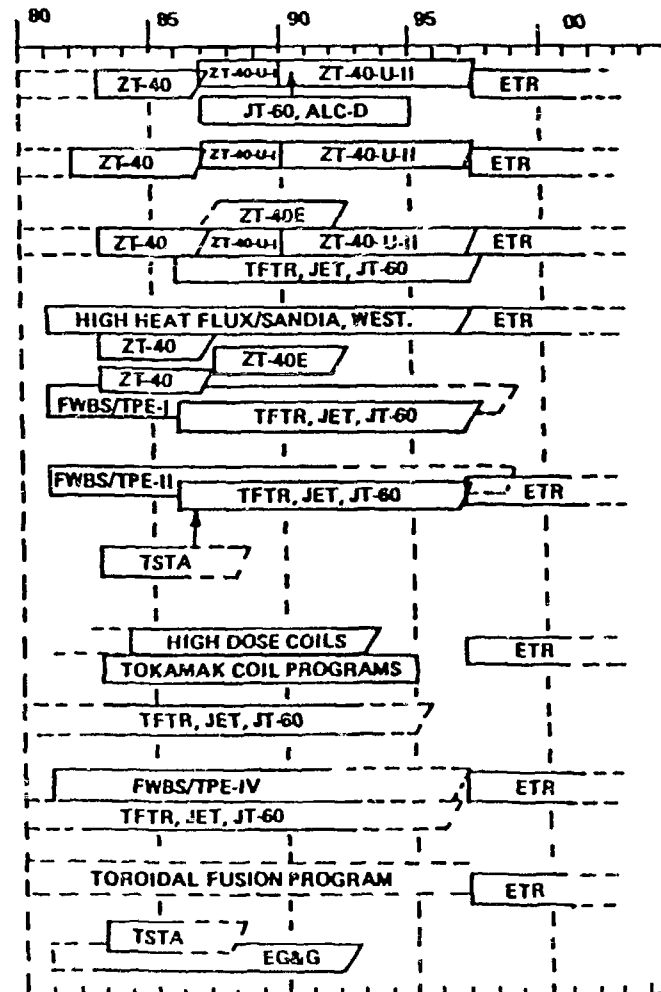 80 85 90 95 00
ZT-40 ZT-40-U-I ZT-40-U-II ETR
JT-60, ALC-D
ZT-40 ZT-40-U-I ZT-40-U-II ETR
ZT-40E
ZT-40 ZT-40-U-I ZT-40-U-II ETR
TFTR, JET, JT-60
HIGH HEAT FLUX/SANDIA, WEST. ETR
ZT-40
ZT-40E
ZT-40
FWBS/TPE-I
TFTR, JET, JT-60
FWBS/TPE-II
TFTR, JET, JT-60 ETR
TSTA
HIGH DOSE COILS ETR
TOKAMAK COIL PROGRAMS
TFTR, JET, JT-60
FWBS/TPE-IV ETR
TFTR, JET, JT-60
TOROIDAL FUSION PROGRAM ETR
TSTA
EG&G